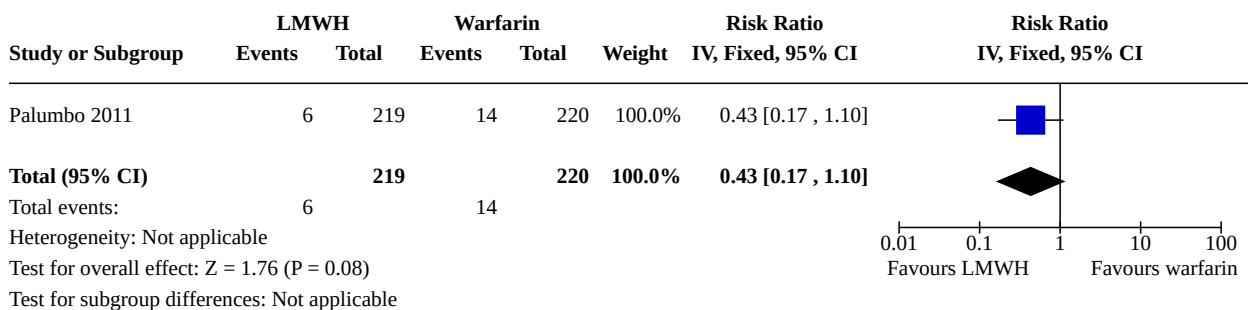 LMWH Warfarin Risk Ratio Risk Ratio
Study or Subgroup Events Total Events Total Weight IV, Fixed, 95% CI IV, Fixed, 95% CI
Palumbo 2011 6 219 14 220 100.0% 0.43 [0.17 , 1.10]
Total (95% CI) 219 220 100.0% 0.43 [0.17 , 1.10]
Total events: 6 14
Heterogeneity: Not applicable
0.01 0.1 1 10 100
Test for overall effect: Z = 1.76 (P = 0.08)
Favours LMWH Favours warfarin
Test for subgroup differences: Not applicable